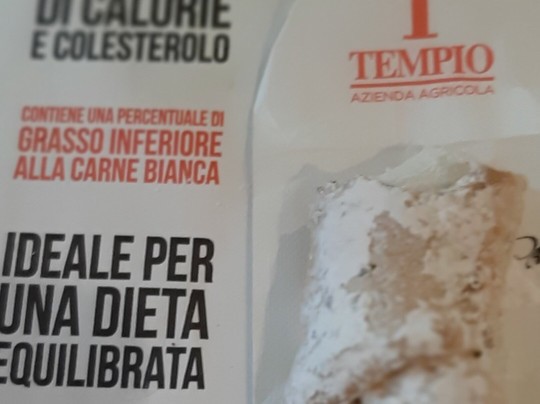 DI CALORIE
E COLESTEROLO
CONTIENE UNA PERCENTUALE DI
GRASSO INFERIORE
ALLA CARNE BIANCA
IDEALE PER
UNA DIETA
EQUILIBRATA
TEMPIO
AZIENDA AGRICOLA